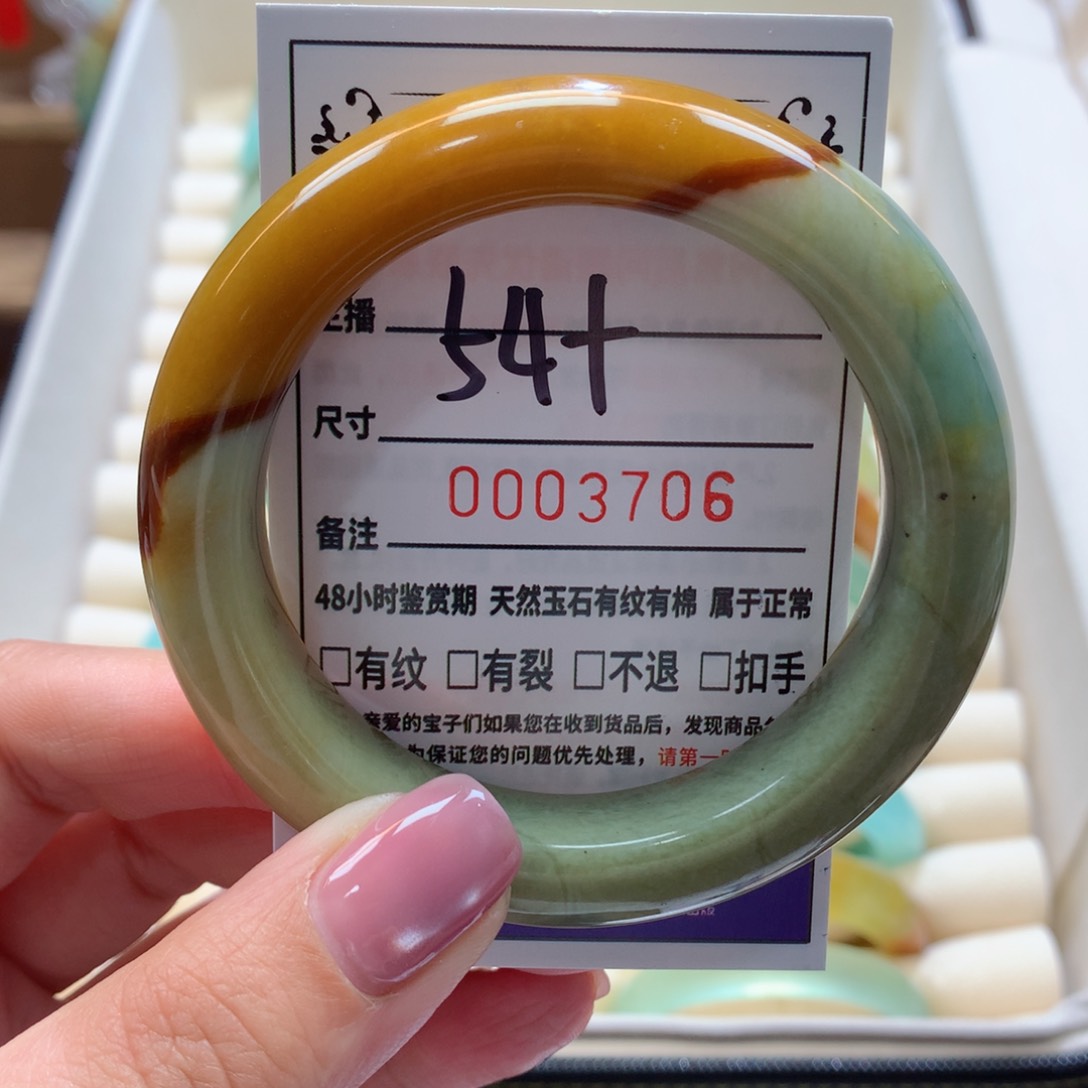 播
54+
尺寸
0003706
备注
48小时鉴赏期 天然玉石有纹有棉 属于正常
□有纹 □有裂 □不退 □扣手
亲爱的宝子们如果您在收到货品后，发现商品
保证您的问题优先处理，请第一